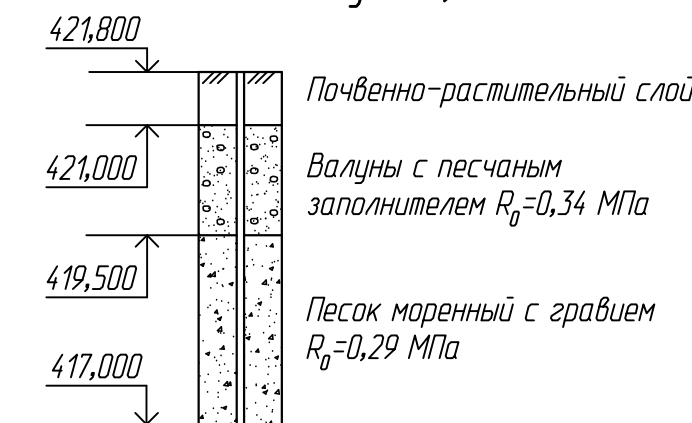 421,800
Почвенно-растительный слой
421,000
Валуны с песчаным
заполнителем R₀=0,34 МПа
419,500
Песок моренный с гравием
R₀=0,29 МПа
417,000